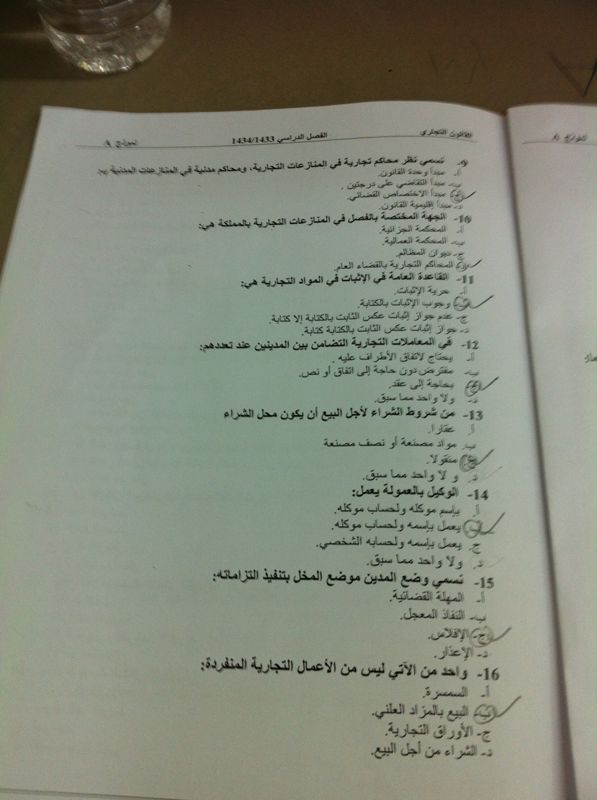 القانون التجاري
الفصل الدراسي 1434/1433
نموذج A
9- تسمي نظر محاكم تجارية في المنازعات التجارية، ومحاكم مدنية في المنازعات المدنية بـ:
أ- مبدأ وحدة القانون.
ب- مبدأ التقاضي على درجتين.
ج- مبدأ الاختصاص القضائي.
د- مبدأ إقليمية القانون.
10- الجهة المختصة بالفصل في المنازعات التجارية بالمملكة هي:
أ- المحكمة الجزائية.
ب- المحكمة العمالية.
ج- ديوان المظالم.
د- المحاكم التجارية بالقضاء العام.
11- القاعدة العامة في الإثبات في المواد التجارية هي:
أ- حرية الإثبات.
ب- وجوب الإثبات بالكتابة.
ج- عدم جواز إثبات عكس الثابت بالكتابة إلا كتابة.
د- جواز إثبات عكس الثابت بالكتابة كتابة.
12- في المعاملات التجارية التضامن بين المدينين عند تعددهم:
أ- يحتاج لاتفاق الأطراف عليه.
ب- مفترض دون حاجة إلى اتفاق أو نص.
ج- بحاجة إلى عقد.
د- ولا واحد مما سبق.
13- من شروط الشراء لأجل البيع أن يكون محل الشراء
أ- عقارا.
ب- مواد مصنعة أو نصف مصنعة
ج- منقولا.
د- و لا واحد مما سبق.
14- الوكيل بالعمولة يعمل:
أ- بإسم موكله ولحساب موكله.
ب- يعمل بإسمه ولحساب موكله.
ج- يعمل بإسمه ولحسابه الشخصي.
د- ولا واحد مما سبق.
15- تسمي وضع المدين موضع المخل بتنفيذ التزاماته:
أ- المهلة القضائية.
ب- النفاذ المعجل.
ج- الإفلاس.
د- الإعذار.
16- واحد من الآتي ليس من الأعمال التجارية المنفردة:
أ- السمسرة.
ب- البيع بالمزاد العلني.
ج- الأوراق التجارية.
د- الشراء من أجل البيع.